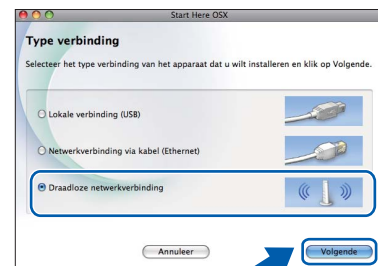 Start Here OSX
Type verbinding
Selecteer het type verbinding van het apparaat dat u wilt installeren en klik op Volgende.
Lokale verbinding (USB)
Netwerkverbinding via kabel (Ethernet)
Draadloze netwerkverbinding
Annuleer
Volgende